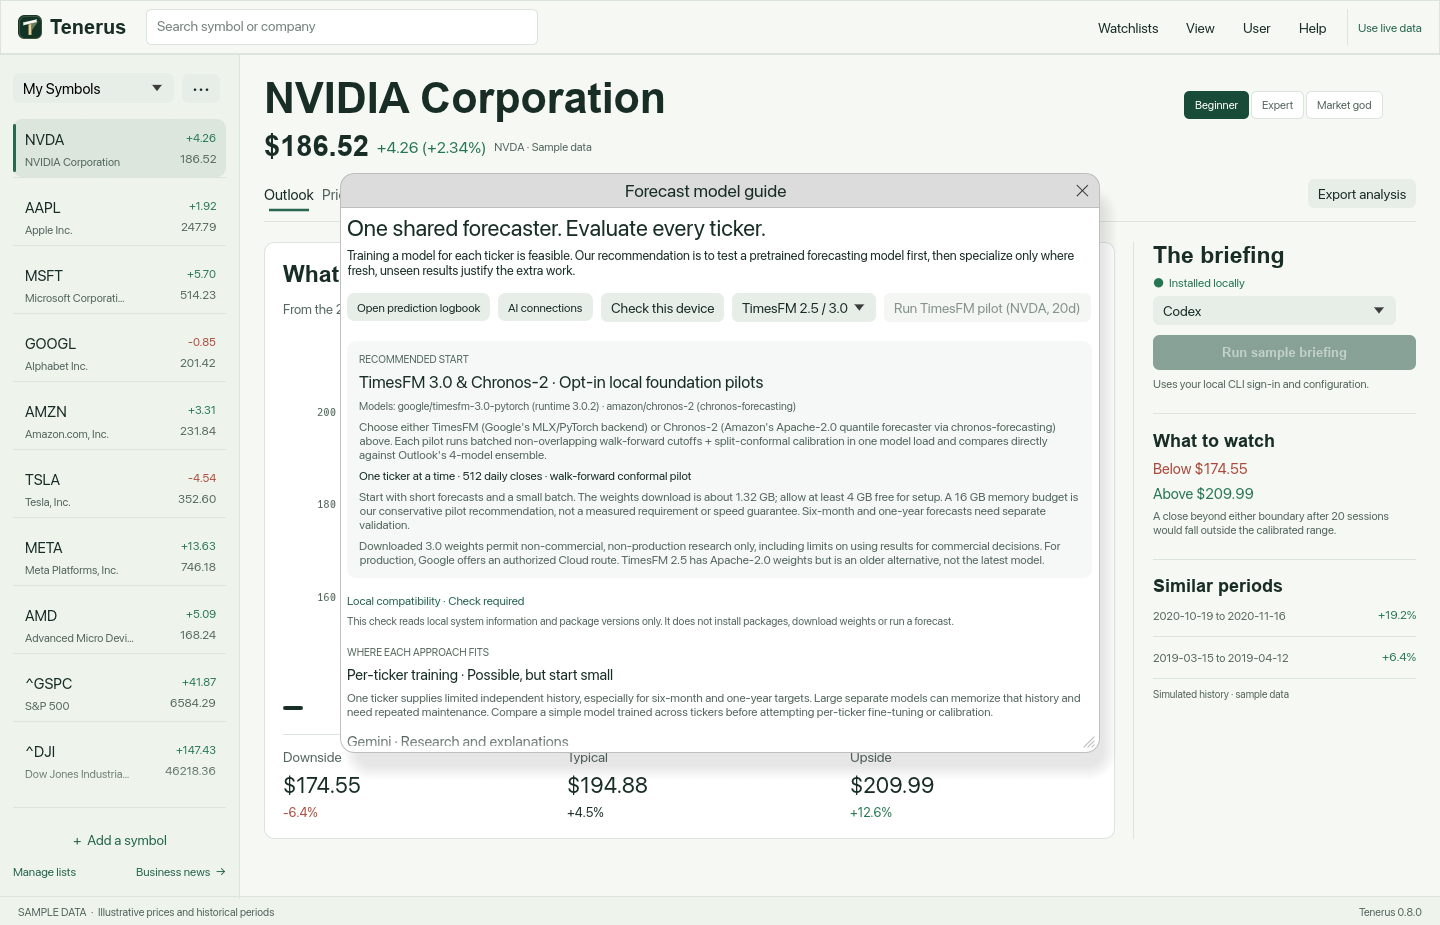 Tenerus
Search symbol or company
Watchlists
View
User
Help
Use live data
My Symbols
NVDA
+4.26
NVIDIA Corporation
186.52
AAPL
+1.92
Apple Inc.
247.79
MSFT
+5.70
Microsoft Corporati...
514.23
GOOGL
-0.85
Alphabet Inc.
201.42
AMZN
+3.31
Amazon.com, Inc.
231.84
TSLA
-4.54
Tesla, Inc.
352.60
META
+13.63
Meta Platforms, Inc.
746.18
AMD
+5.09
Advanced Micro Devi...
168.24
^GSPC
+41.87
S&P 500
6584.29
^DJI
+147.43
Dow Jones Industria...
46218.36
+ Add a symbol
Manage lists
Business news →
NVIDIA Corporation
$186.52 +4.26 (+2.34%) NVDA · Sample data
Beginner
Expert
Market god
Outlook
Export analysis
What
From the
200
180
160
Forecast model guide
One shared forecaster. Evaluate every ticker.
Training a model for each ticker is feasible. Our recommendation is to test a pretrained forecasting model first, then specialize only where
fresh, unseen results justify the extra work.
Open prediction logbook
AI connections
Check this device
TimesFM 2.5 / 3.0
Run TimesFM pilot (NVDA, 20d)
RECOMMENDED START
TimesFM 3.0 & Chronos-2 · Opt-in local foundation pilots
Models: google/timesfm-3.0-pytorch (runtime 3.0.2) · amazon/chronos-2 (chronos-forecasting)
Choose either TimesFM (Google's MLX/PyTorch backend) or Chronos-2 (Amazon's Apache-2.0 quantile forecaster via chronos-forecasting)
above. Each pilot runs batched non-overlapping walk-forward cutoffs + split-conformal calibration in one model load and compares directly
against Outlook's 4-model ensemble.
One ticker at a time · 512 daily closes · walk-forward conformal pilot
Start with short forecasts and a small batch. The weights download is about 1.32 GB; allow at least 4 GB free for setup. A 16 GB memory budget is
our conservative pilot recommendation, not a measured requirement or speed guarantee. Six-month and one-year forecasts need separate
validation.
Downloaded 3.0 weights permit non-commercial, non-production research only, including limits on using results for commercial decisions. For
production, Google offers an authorized Cloud route. TimesFM 2.5 has Apache-2.0 weights but is an older alternative, not the latest model.
Local compatibility · Check required
This check reads local system information and package versions only. It does not install packages, download weights or run a forecast.
WHERE EACH APPROACH FITS
Per-ticker training · Possible, but start small
One ticker supplies limited independent history, especially for six-month and one-year targets. Large separate models can memorize that history and
need repeated maintenance. Compare a simple model trained across tickers before attempting per-ticker fine-tuning or calibration.
Gemini · Research and explanations
Downside
Typical
Upside
$174.55
$194.88
$209.99
-6.4%
+4.5%
+12.6%
The briefing
Installed locally
Codex
Run sample briefing
Uses your local CLI sign-in and configuration.
What to watch
Below $174.55
Above $209.99
A close beyond either boundary after 20 sessions
would fall outside the calibrated range.
Similar periods
2020-10-19 to 2020-11-16
+19.2%
2019-03-15 to 2019-04-12
+6.4%
Simulated history · sample data
SAMPLE DATA · Illustrative prices and historical periods
Tenerus 0.8.0